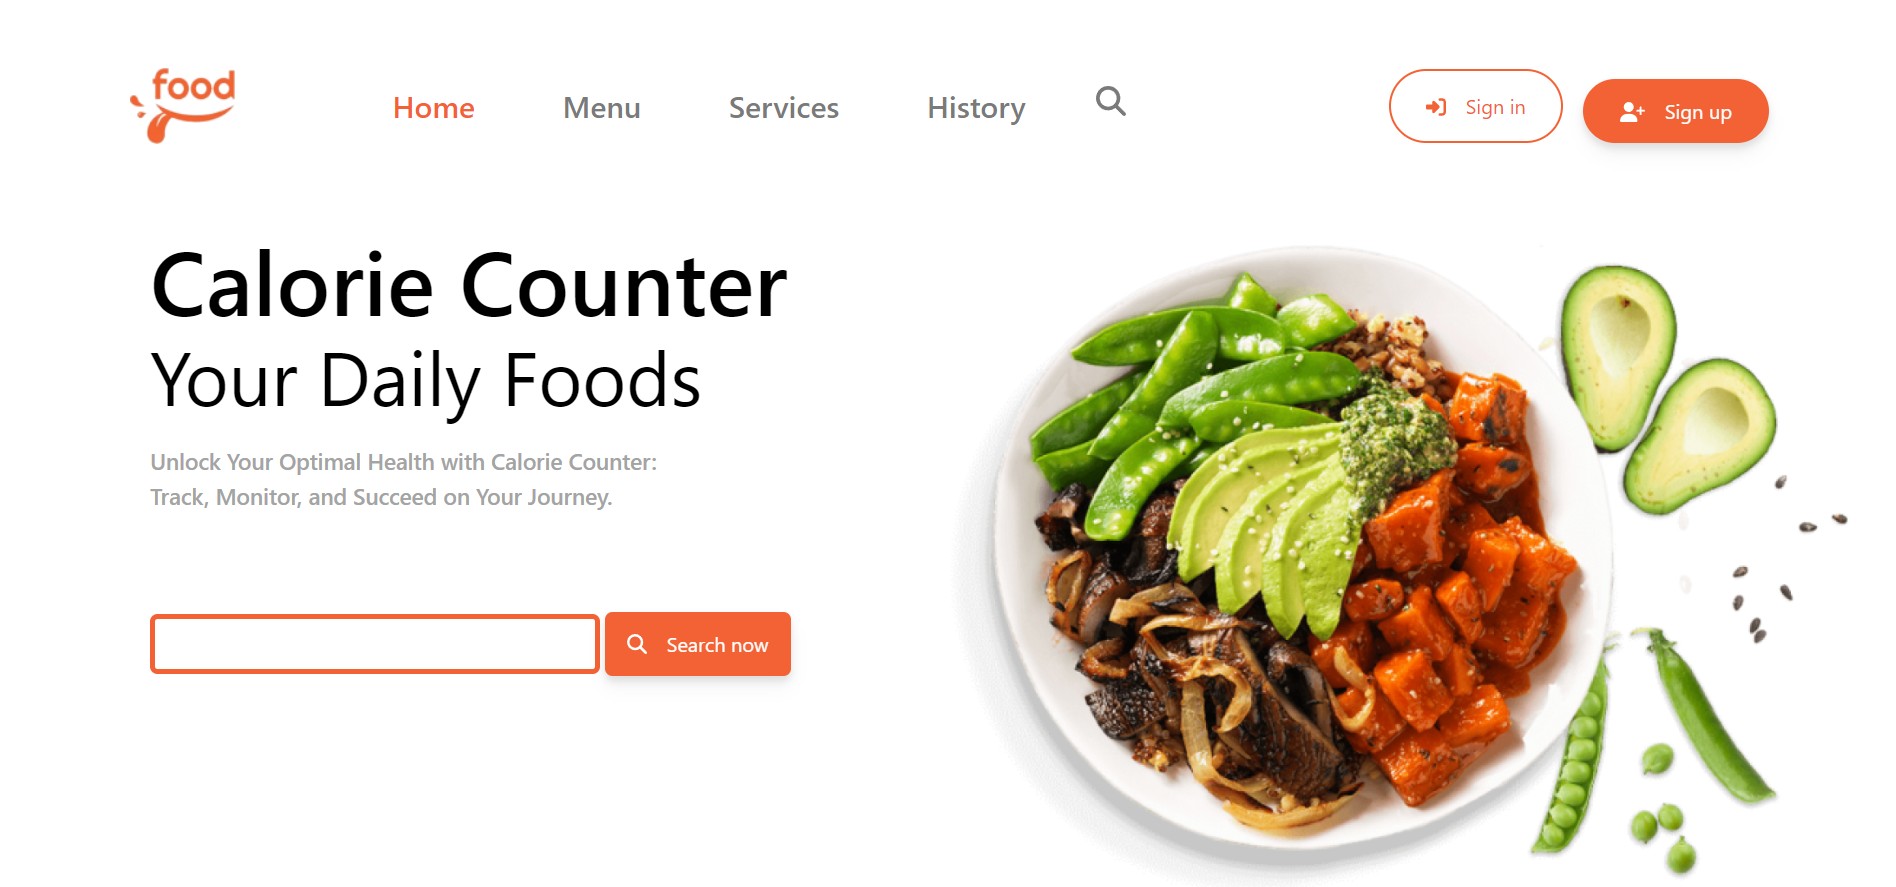 food
Home Menu Services History
Sign in
Sign up
Calorie Counter
Your Daily Foods
Unlock Your Optimal Health with Calorie Counter:
Track, Monitor, and Succeed on Your Journey.
Search now